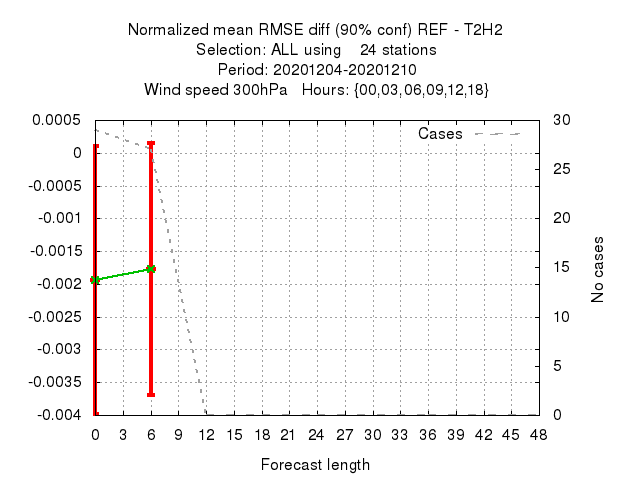 Normalized mean RMSE diff (90% conf) REF - T2H2
Selection: ALL using 24 stations
Period: 20201204-20201210
Wind speed 300hPa Hours: {00,03,06,09,12,18}
Cases
0.0005
0
-0.0005
-0.001
-0.0015
-0.002
-0.0025
-0.003
-0.0035
-0.004
30
25
20
15
10
5
0
No cases
0 3 6 9 12 15 18 21 24 27 30 33 36 39 42 45 48
Forecast length